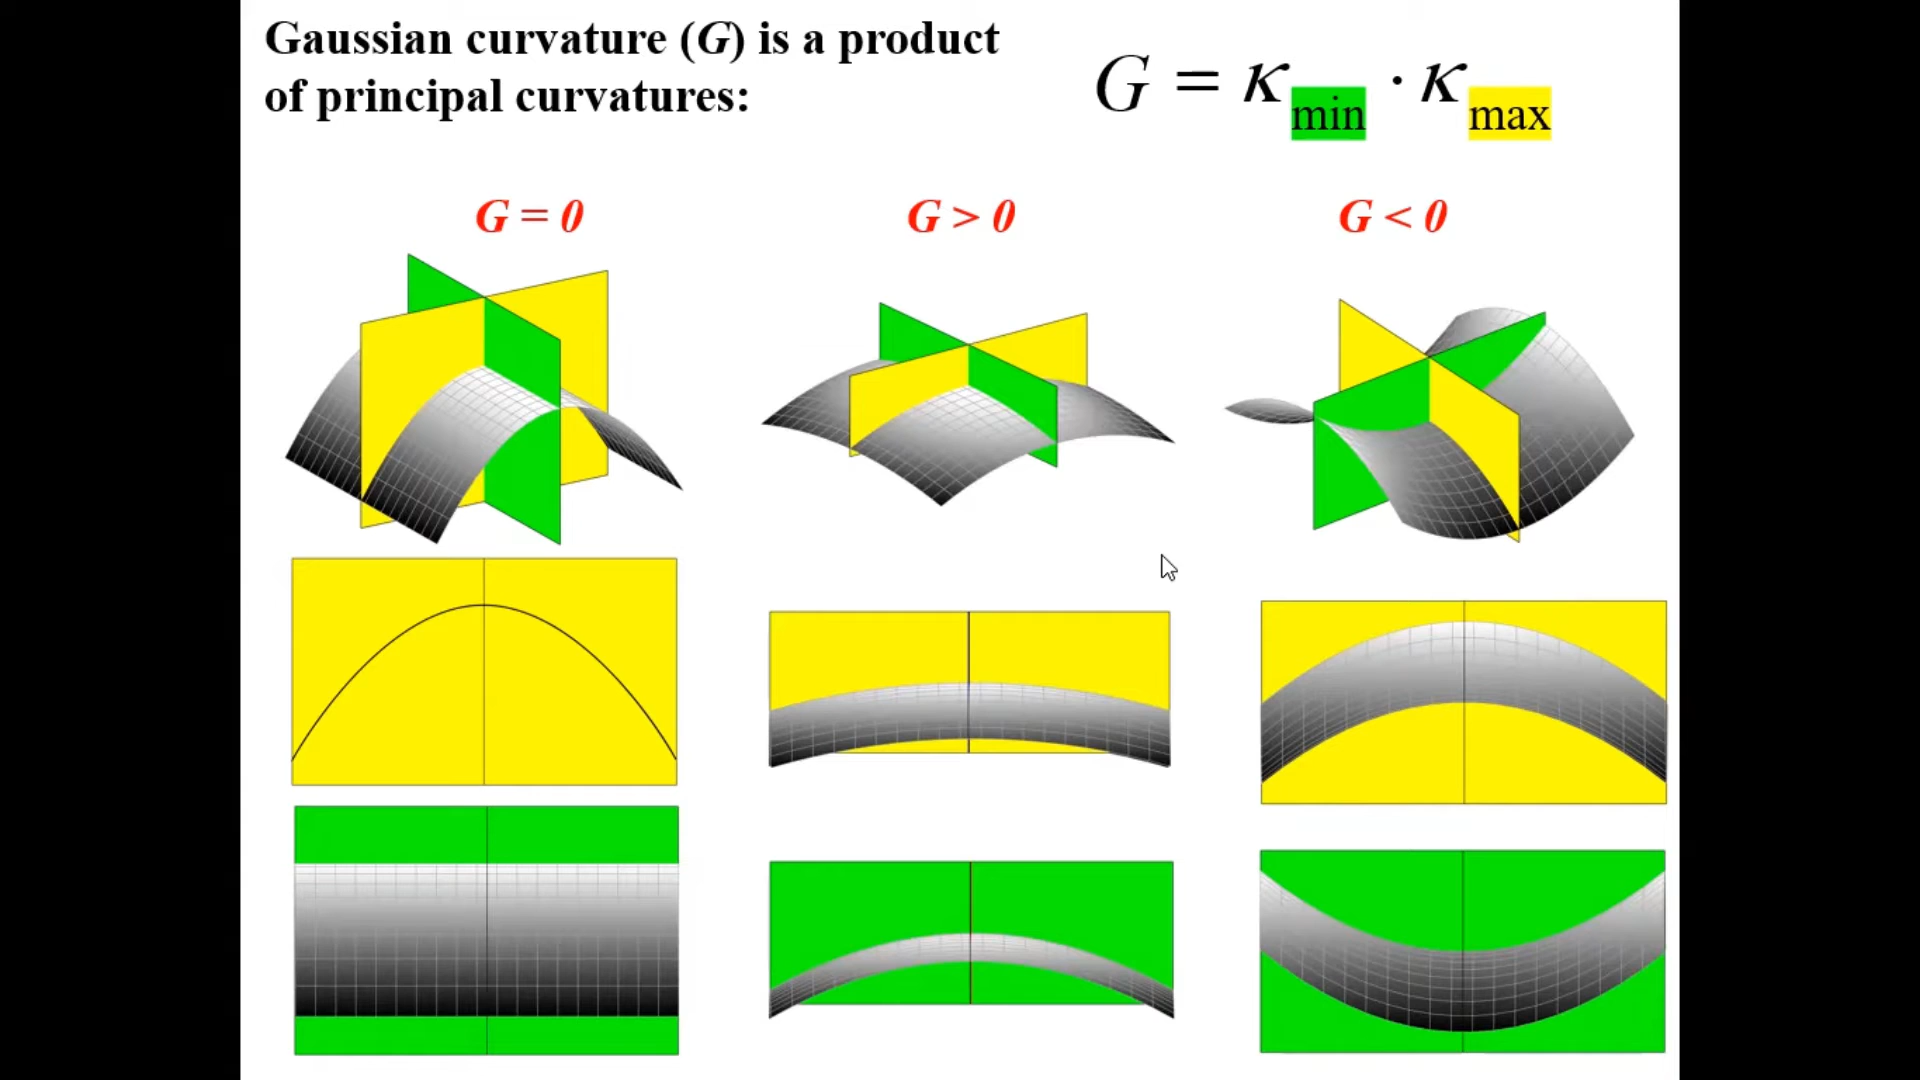 Gaussian curvature (G) is a product
of principal curvatures:
G = κmin · κmax
G = 0
G > 0
G < 0